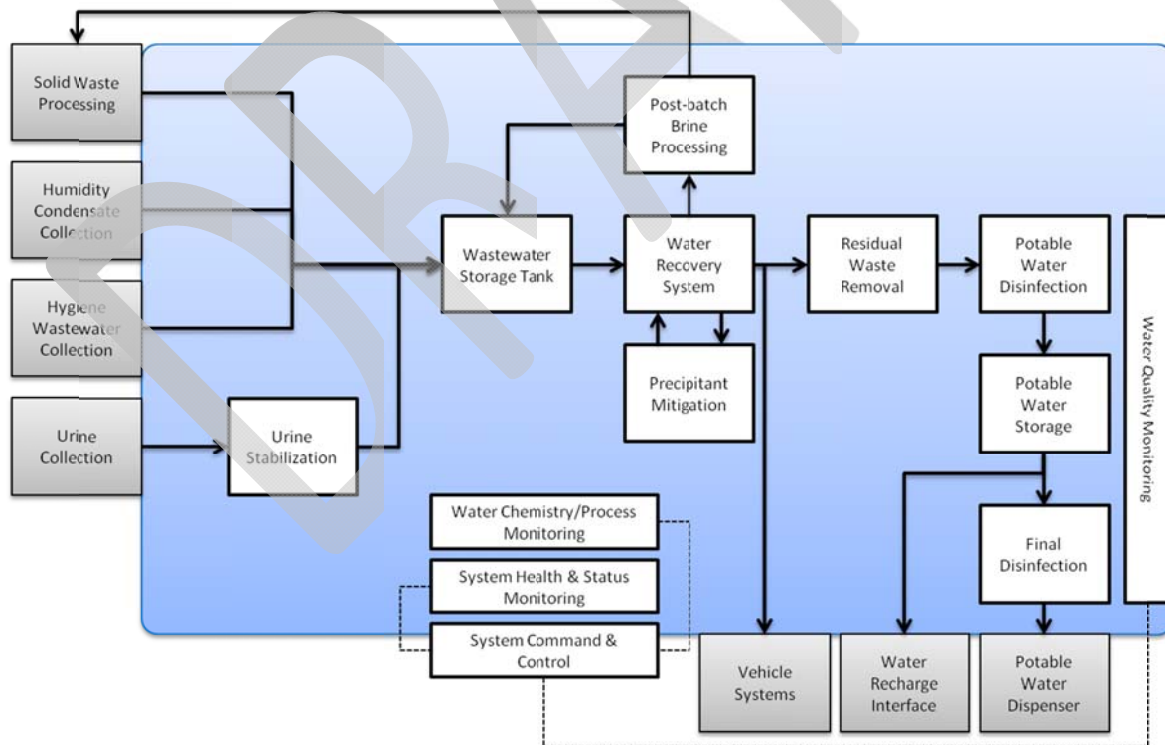 Solid Waste
Processing
Humidity
Condensate
Collection
Hygiene
Wastewater
Collection
Urine
Collection
Urine
Stabilization
Wastewater
Storage Tank
Post-batch
Brine
Processing
Water
Recovery
System
Precipitant
Mitigation
Residual
Waste
Removal
Potable
Water
Disinfection
Potable
Water
Storage
Final
Disinfection
Water Quality Monitoring
Water Chemistry/Process
Monitoring
System Health & Status
Monitoring
System Command &
Control
Vehicle
Systems
Water
Recharge
Interface
Potable
Water
Dispenser
DRA